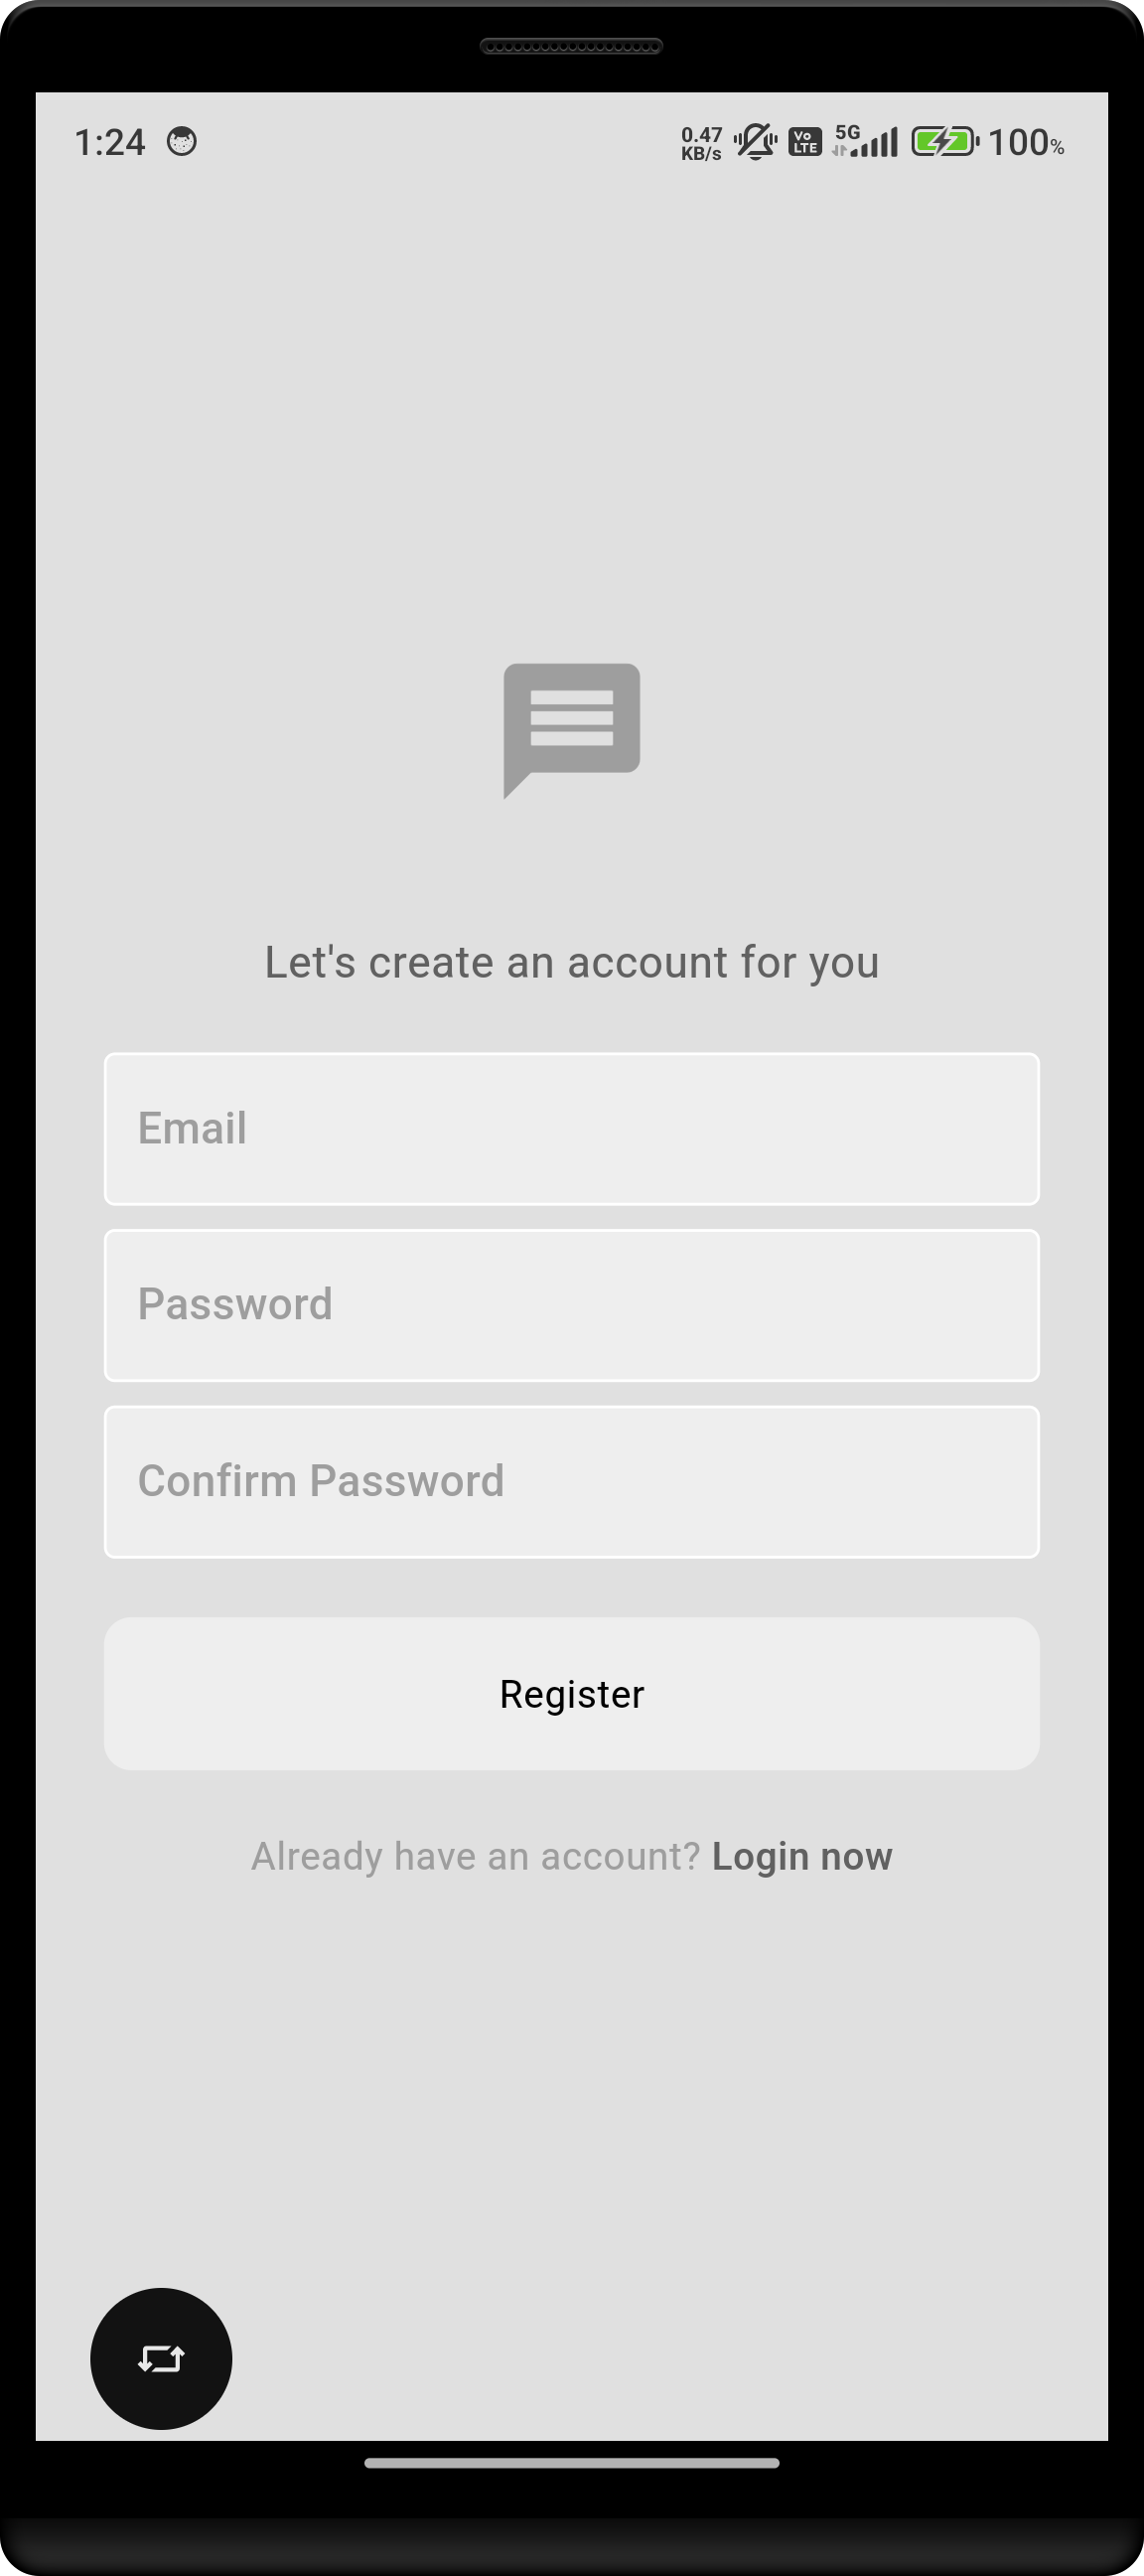 1:24 0.47 KB/s Vo LTE 5G 100%
Let's create an account for you
Email
Password
Confirm Password
Register
Already have an account? Login now